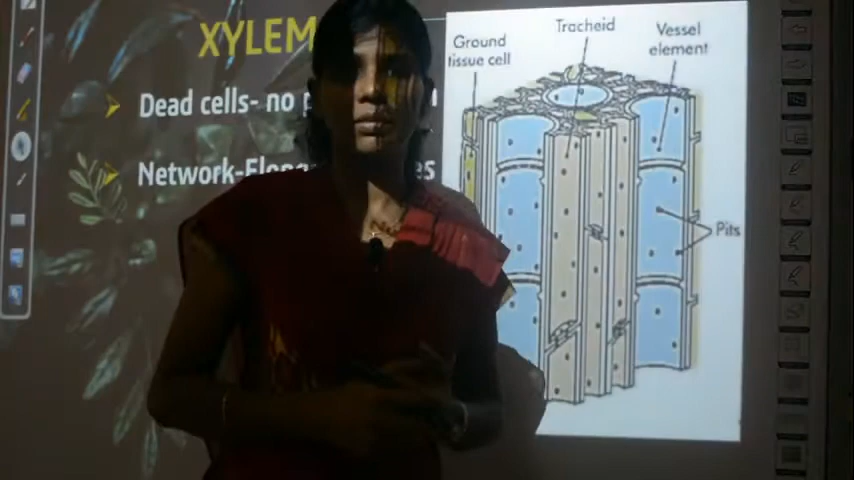 XYLEM
Dead cells- no
Network-
Ground
tissue cell
Tracheid
Vessel
element
Pits